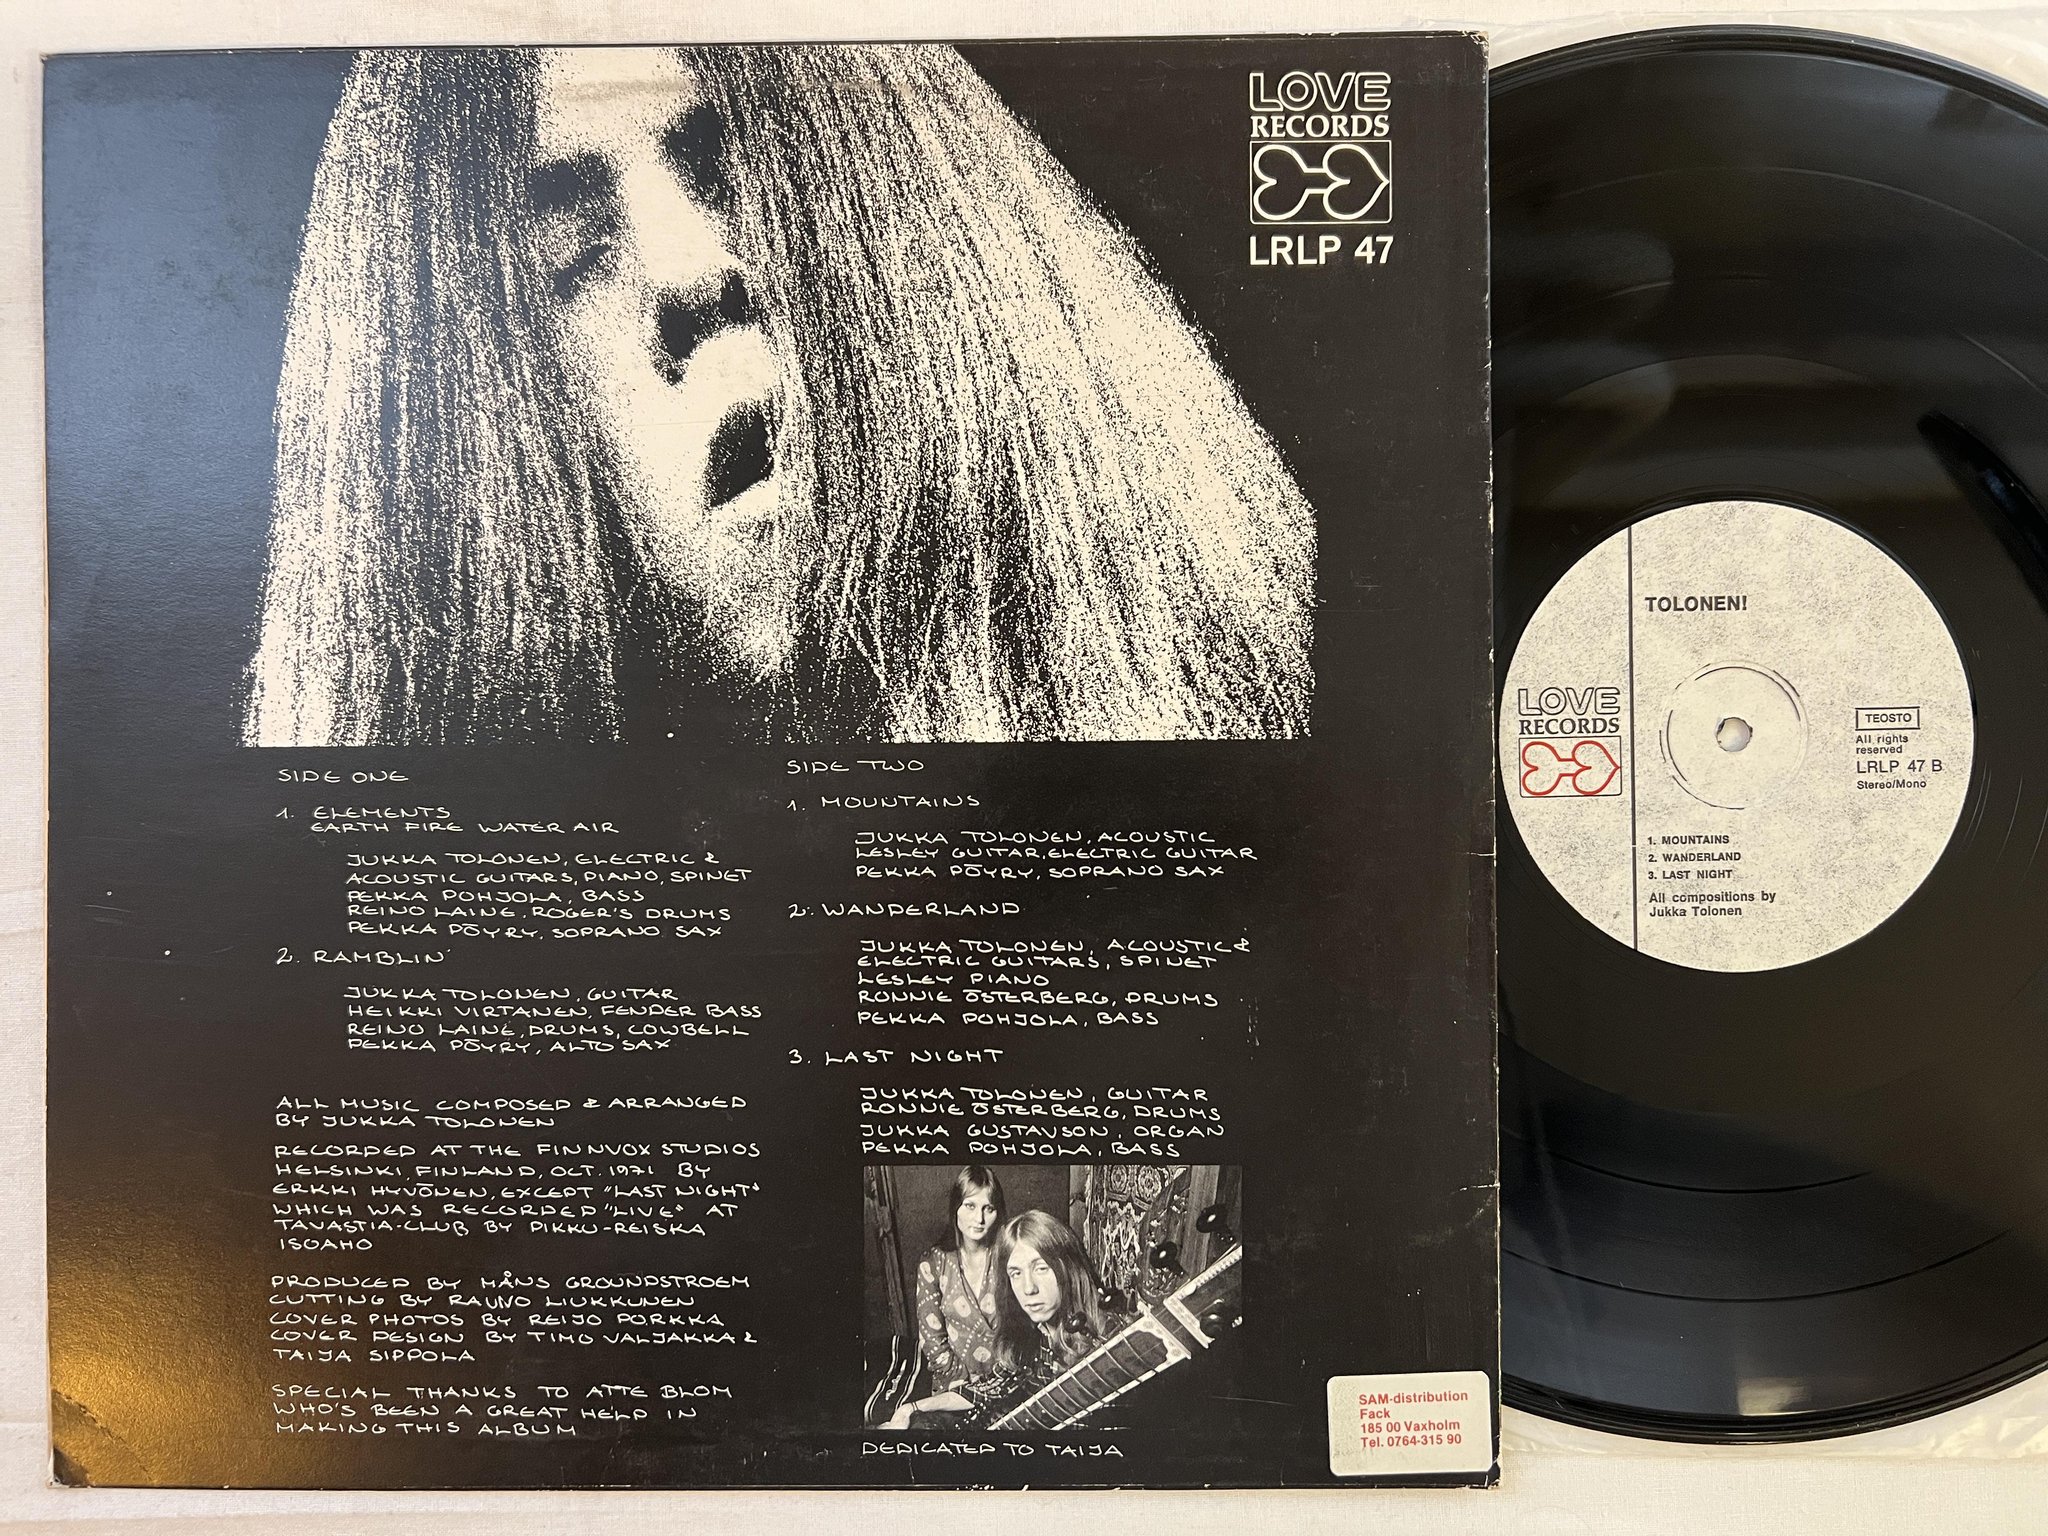 LOVE
RECORDS
LRLP 47
SIDE ONE
1. ELEMENTS
EARTH FIRE WATER AIR
JUKKA TOLONEN, ELECTRIC &
ACOUSTIC GUITARS, PIANO, SPINET
PEKKA POHJOLA, BASS
REINO LAINE, ROGER'S DRUMS
PEKKA PÖYRY, SOPRANO SAX
2. RAMBLIN'
JUKKA TOLONEN, GUITAR
HEIKKI VIRTANEN, FENDER BASS
REINO LAINE, DRUMS, COWBELL
PEKKA PÖYRY, ALTO SAX
ALL MUSIC COMPOSED & ARRANGED
BY JUKKA TOLONEN
RECORDED AT THE FINNVOX STUDIOS
HELSINKI, FINLAND, OCT. 1971 BY
ERKKI HYVÖNEN, EXCEPT "LAST NIGHT"
WHICH WAS RECORDED "LIVE" AT
TAVASTIA-CLUB BY PIKKU-REISKA
ISOAHO
PRODUCED BY MÅNS GROUNDSTROEM
CUTTING BY RAUNO LIUKKUNEN
COVER PHOTOS BY REIJO PORKKA
COVER DESIGN BY TIMO VALJAKKA &
TAIJA SIPPOLA
SPECIAL THANKS TO ATTE BLOM
WHO'S BEEN A GREAT HELP IN
MAKING THIS ALBUM
SIDE TWO
1. MOUNTAINS
JUKKA TOLONEN, ACOUSTIC
LESLEY GUITAR, ELECTRIC GUITAR
PEKKA PÖYRY, SOPRANO SAX
2. WANDERLAND
JUKKA TOLONEN, ACOUSTIC &
ELECTRIC GUITARS, SPINET
LESLEY PIANO
RONNIE ÖSTERBERG, DRUMS
PEKKA POHJOLA, BASS
3. LAST NIGHT
JUKKA TOLONEN, GUITAR
RONNIE ÖSTERBERG, DRUMS
JUKKA GUSTAVSON, ORGAN
PEKKA POHJOLA, BASS
DEDICATED TO TAIJA
SAM-distribution
Fack
185 00 Vaxholm
Tel. 0764-315 90
TOLONEN!
LOVE
RECORDS
TEOSTO
All rights
reserved
LRLP 47 B
Stereo/Mono
1. MOUNTAINS
2. WANDERLAND
3. LAST NIGHT
All compositions by
Jukka Tolonen